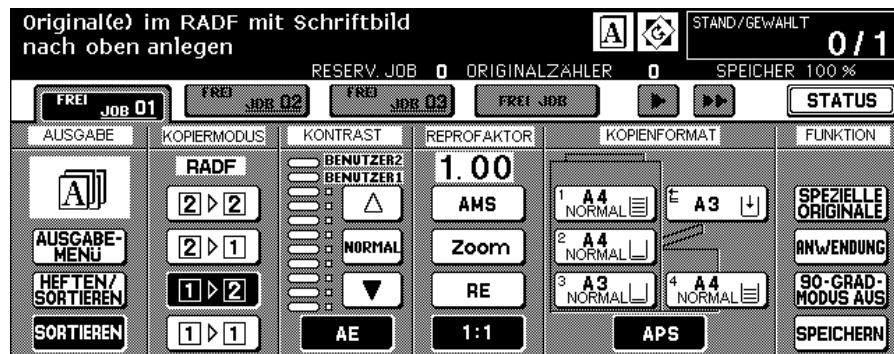 Original(e) im RADF mit Schriftbild
nach oben anlegen
A
STAND/GEWÄHLT
0/1
RESERV. JOB 0 ORIGINALZÄHLER 0 SPEICHER 100 %
FREI JOB 01
FREI JOB 02
FREI JOB 03
FREI JOB
STATUS
AUSGABE KOPIERMODUS KONTRAST REPROFAKTOR KOPIENFORMAT FUNKTION
A
AUSGABE-
MENÜ
HEFTEN/
SORTIEREN
SORTIEREN
RADF
2 ▷ 2
2 ▷ 1
1 ▷ 2
1 ▷ 1
BENUTZER2
BENUTZER1
NORMAL
AE
1.00
AMS
Zoom
RE
1:1
1 A4
NORMAL
A3
2 A4
NORMAL
3 A3
NORMAL
4 A4
NORMAL
APS
SPEZIELLE
ORIGINALE
ANWENDUNG
90-GRAD-
MODUS AUS
SPEICHERN